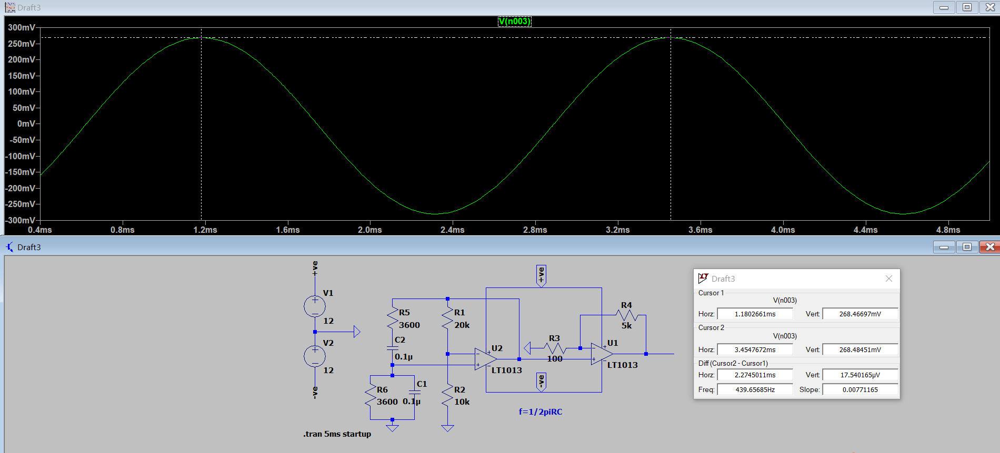 Draft3
V(n003)
300mV
250mV
200mV
150mV
100mV
50mV
0mV
-50mV
-100mV
-150mV
-200mV
-250mV
-300mV
0.4ms 0.8ms 1.2ms 1.6ms 2.0ms 2.4ms 2.8ms 3.2ms 3.6ms 4.0ms 4.4ms 4.8ms
Draft3
+ve
V1
12
V2
12
-ve
R5
3600
C2
0.1µ
R6
3600
C1
0.1µ
R1
20k
R2
10k
U2
LT1013
+ve
-ve
R3
100
R4
5k
U1
LT1013
f=1/2piRC
.tran 5ms startup
Draft3
Cursor 1
V(n003)
Horz: 1.1802661ms Vert: 268.46697mV
Cursor 2
V(n003)
Horz: 3.4547672ms Vert: 268.48451mV
Diff (Cursor2 - Cursor1)
Horz: 2.2745011ms Vert: 17.540165µV
Freq: 439.65685Hz Slope: 0.00771165